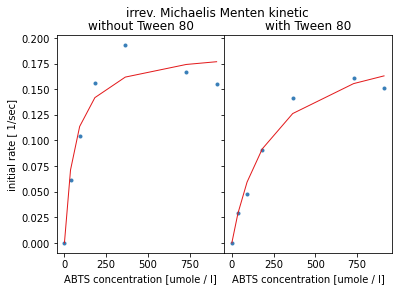 irrev. Michaelis Menten kinetic
without Tween 80
with Tween 80
initial rate [ 1/sec]
0.200
0.175
0.150
0.125
0.100
0.075
0.050
0.025
0.000
0 250 500 750
0 250 500 750
ABTS concentration [umole / l]
ABTS concentration [umole / l]